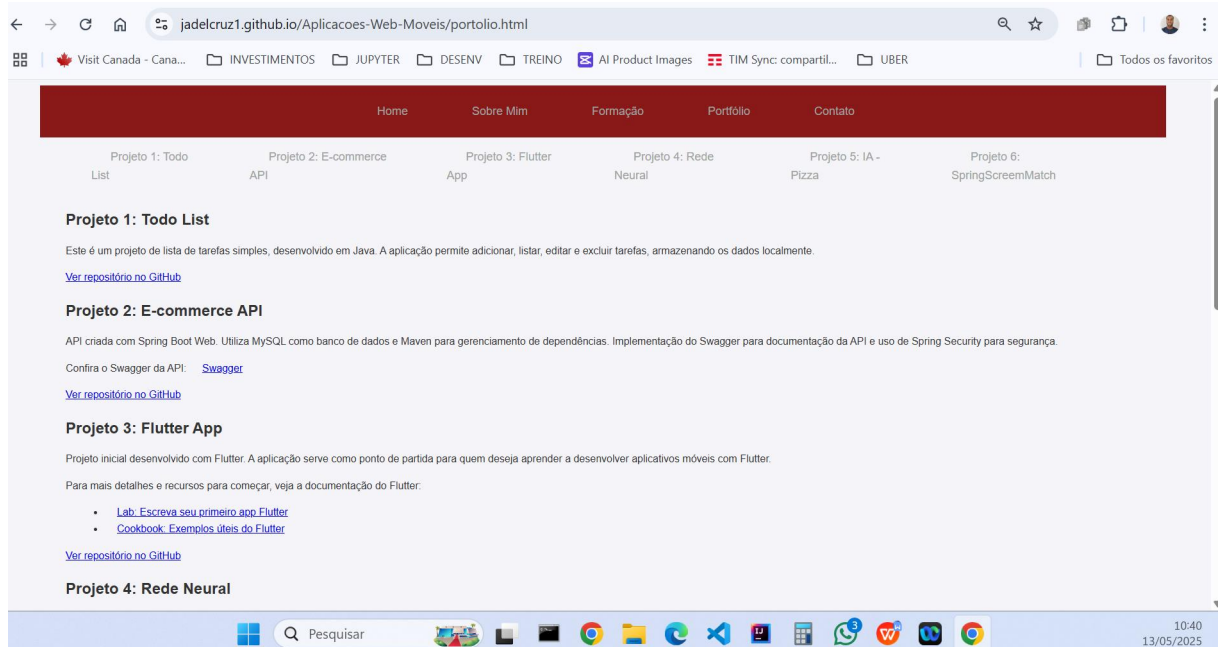 jadelcruz1.github.io/Aplicacoes-Web-Moveis/portolio.html
Visit Canada - Cana... INVESTIMENTOS JUPYTER DESENV TREINO AI Product Images TIM Sync: compartil... UBER Todos os favoritos
Home Sobre Mim Formação Portfólio Contato
Projeto 1: Todo List
Projeto 2: E-commerce API
Projeto 3: Flutter App
Projeto 4: Rede Neural
Projeto 5: IA - Pizza
Projeto 6: SpringScreemMatch
Projeto 1: Todo List
Este é um projeto de lista de tarefas simples, desenvolvido em Java. A aplicação permite adicionar, listar, editar e excluir tarefas, armazenando os dados localmente.
Ver repositório no GitHub
Projeto 2: E-commerce API
API criada com Spring Boot Web. Utiliza MySQL como banco de dados e Maven para gerenciamento de dependências. Implementação do Swagger para documentação da API e uso de Spring Security para segurança.
Confira o Swagger da API: Swagger
Ver repositório no GitHub
Projeto 3: Flutter App
Projeto inicial desenvolvido com Flutter. A aplicação serve como ponto de partida para quem deseja aprender a desenvolver aplicativos móveis com Flutter.
Para mais detalhes e recursos para começar, veja a documentação do Flutter:
• Lab: Escreva seu primeiro app Flutter
• Cookbook: Exemplos úteis do Flutter
Ver repositório no GitHub
Projeto 4: Rede Neural
Pesquisar
3
10:40
13/05/2025